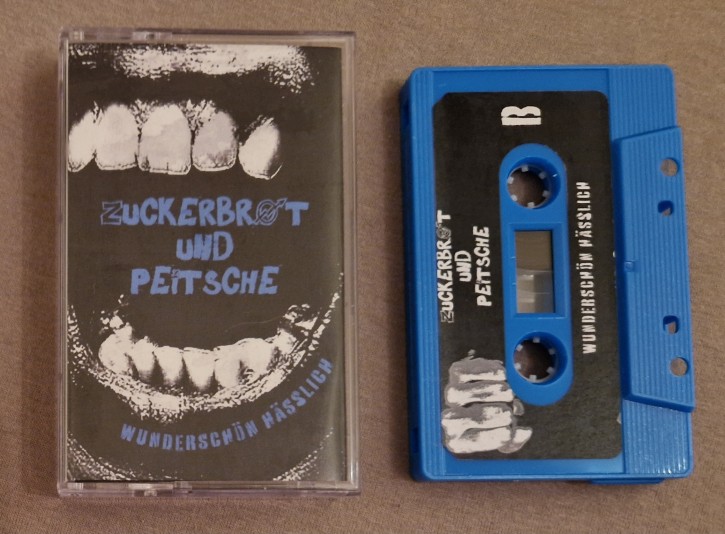 ZUCKERBROT
UND
PEITSCHE
WUNDERSCHÖN HÄSSLICH
B
ZUCKERBROT
UND
PEITSCHE
WUNDERSCHÖN HÄSSLICH